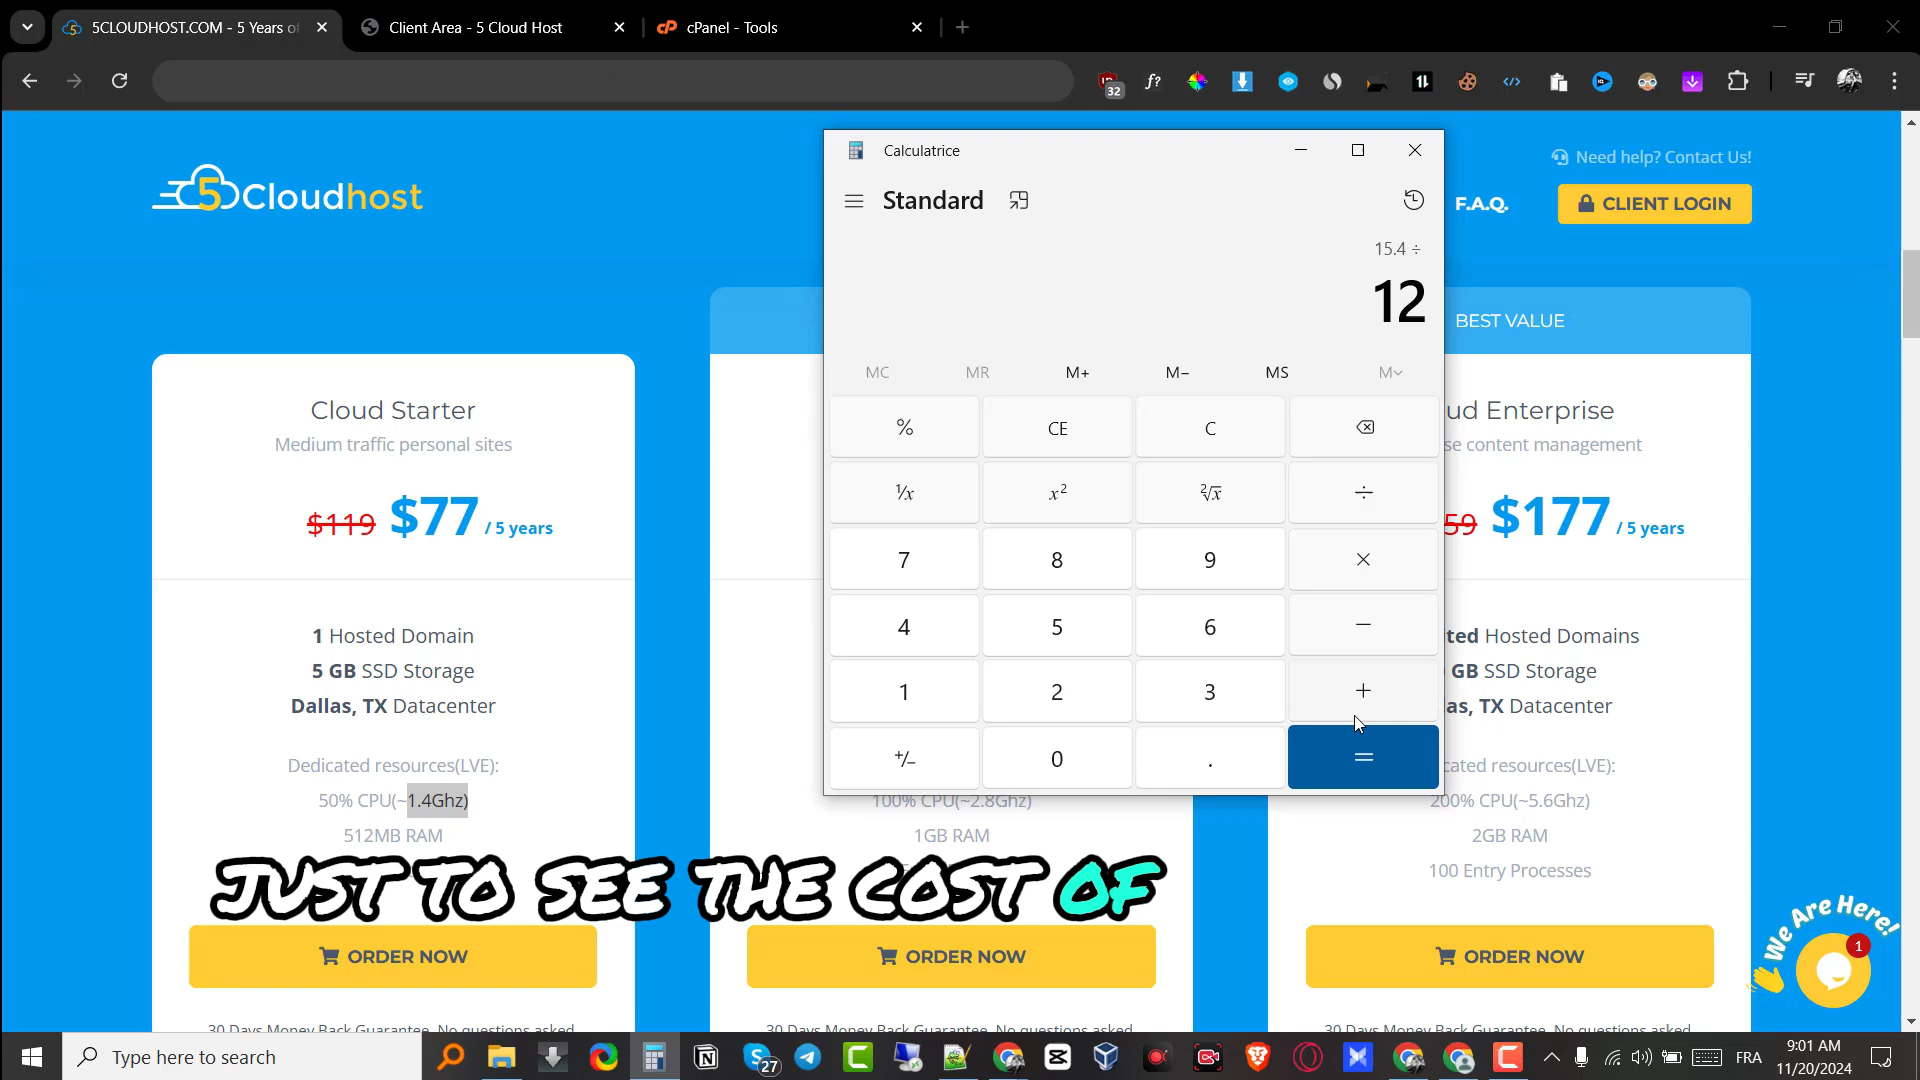 5CLOUDHOST.COM - 5 Years of
Client Area - 5 Cloud Host
cPanel - Tools
32
5Cloudhost
Need help? Contact Us!
F.A.Q.
CLIENT LOGIN
Calculatrice
Standard
15.4 ÷
12
MC MR M+ M− MS M
% CE C
1/x x² ²√x ÷
7 8 9 ×
4 5 6 −
1 2 3 +
+/− 0 . =
Cloud Starter
Medium traffic personal sites
$119 $77 / 5 years
1 Hosted Domain
5 GB SSD Storage
Dallas, TX Datacenter
Dedicated resources(LVE):
50% CPU(~1.4Ghz)
512MB RAM
ORDER NOW
30 Days Money Back Guarantee. No questions asked
100% CPU(~2.8Ghz)
1GB RAM
ORDER NOW
30 Days Money Back Guarantee. No questions asked
BEST VALUE
ud Enterprise
se content management
59 $177 / 5 years
ted Hosted Domains
GB SSD Storage
as, TX Datacenter
cated resources(LVE):
200% CPU(~5.6Ghz)
2GB RAM
100 Entry Processes
ORDER NOW
30 Days Money Back Guarantee. No questions asked
JUST TO SEE THE COST OF
We Are Here!
1
Type here to search
27
FRA
9:01 AM
11/20/2024